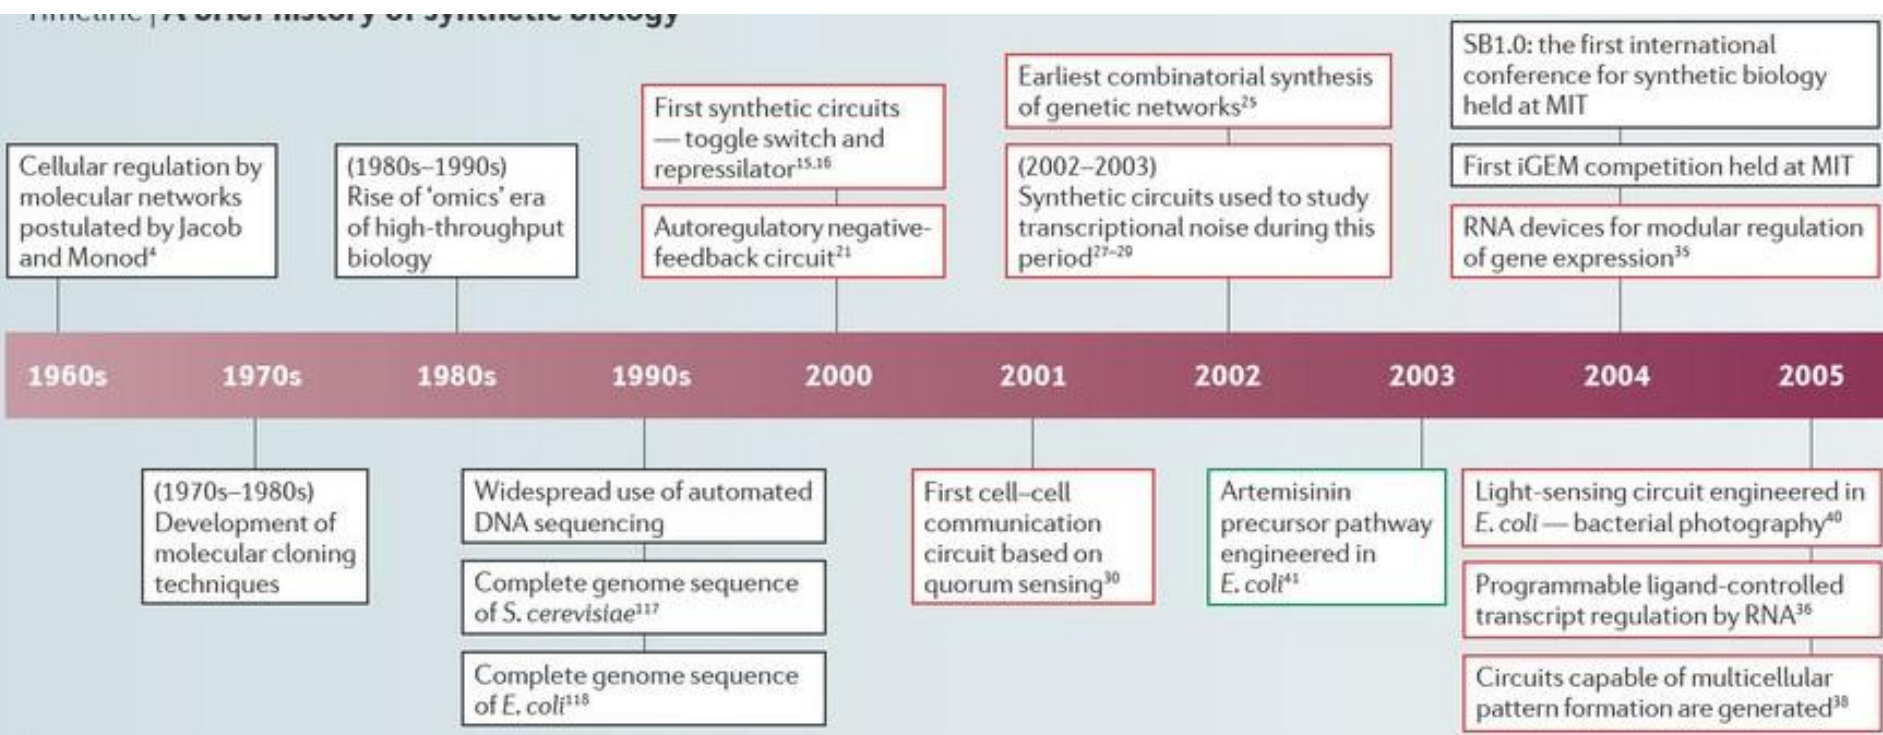 Timeline | A brief history of synthetic biology
Cellular regulation by
molecular networks
postulated by Jacob
and Monod⁴
(1980s–1990s)
Rise of ‘omics’ era
of high-throughput
biology
First synthetic circuits
— toggle switch and
repressilator¹⁵,¹⁶
Autoregulatory negative-
feedback circuit²¹
Earliest combinatorial synthesis
of genetic networks²⁵
(2002–2003)
Synthetic circuits used to study
transcriptional noise during this
period²⁷⁻²⁹
SB1.0: the first international
conference for synthetic biology
held at MIT
First iGEM competition held at MIT
RNA devices for modular regulation
of gene expression³⁵
1960s 1970s 1980s 1990s 2000 2001 2002 2003 2004 2005
(1970s–1980s)
Development of
molecular cloning
techniques
Widespread use of automated
DNA sequencing
Complete genome sequence
of S. cerevisiae¹¹⁷
Complete genome sequence
of E. coli¹¹⁸
First cell–cell
communication
circuit based on
quorum sensing³⁰
Artemisinin
precursor pathway
engineered in
E. coli⁴¹
Light-sensing circuit engineered in
E. coli — bacterial photography⁴⁰
Programmable ligand-controlled
transcript regulation by RNA³⁶
Circuits capable of multicellular
pattern formation are generated³⁸